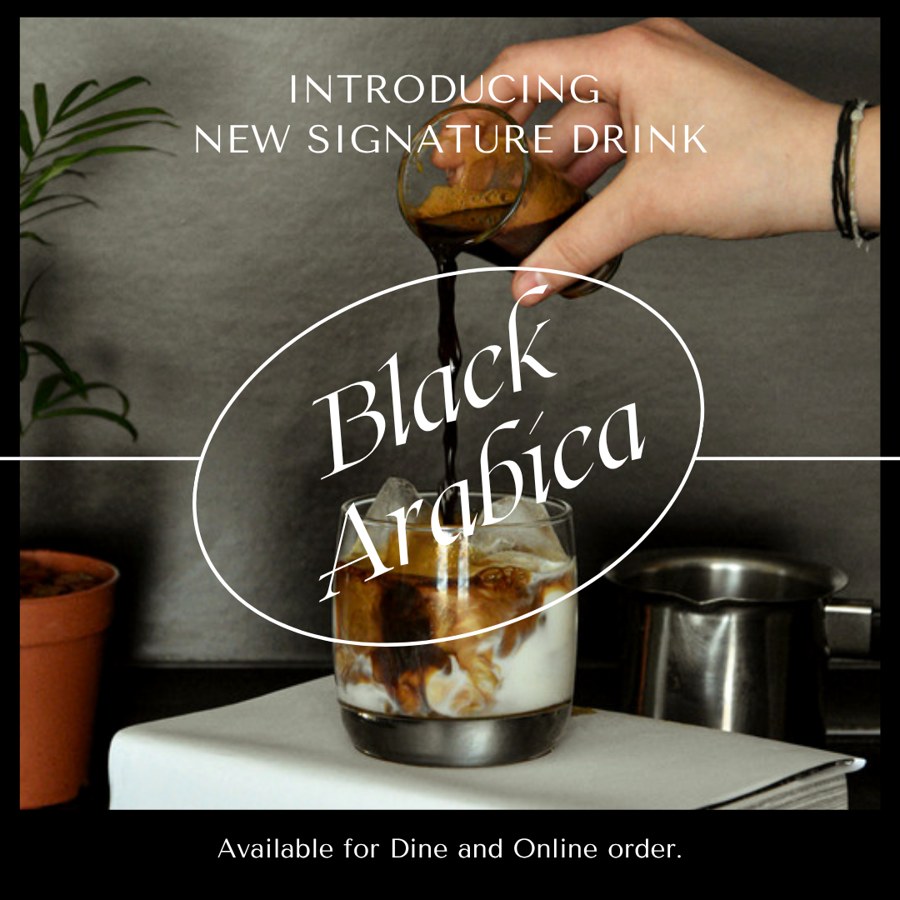 INTRODUCING
NEW SIGNATURE DRINK
Black
Arabica
Available for Dine and Online order.